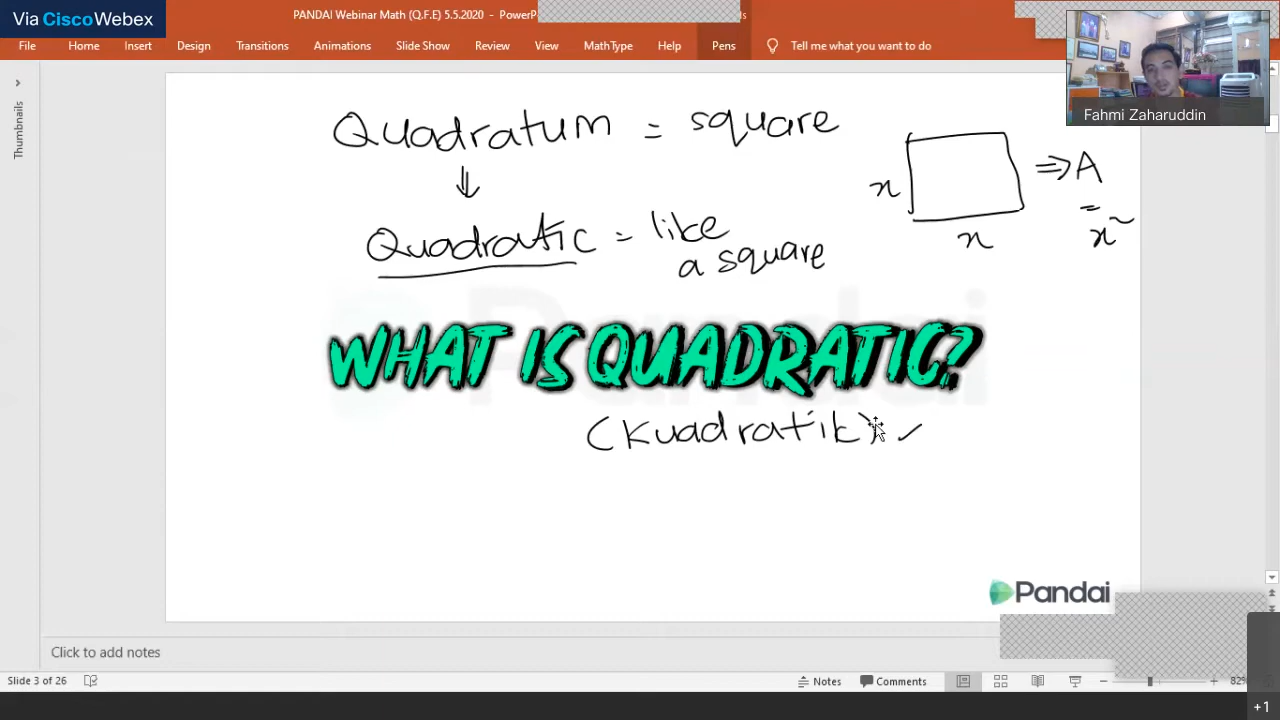 Via Cisco Webex
PANDAI Webinar Math (Q.F.E) 5.5.2020 - PowerP
File Home Insert Design Transitions Animations Slide Show Review View MathType Help Pens Tell me what you want to do
Fahmi Zaharuddin
Thumbnails
Quadratum = square
⇓
Quadratic = like
a square
x
x
⇒ A
= x²
Pandai
WHAT IS QUADRATIC?
(Kuadratik) ✓
Pandai
Click to add notes
Slide 3 of 26
Notes Comments 82%
+1